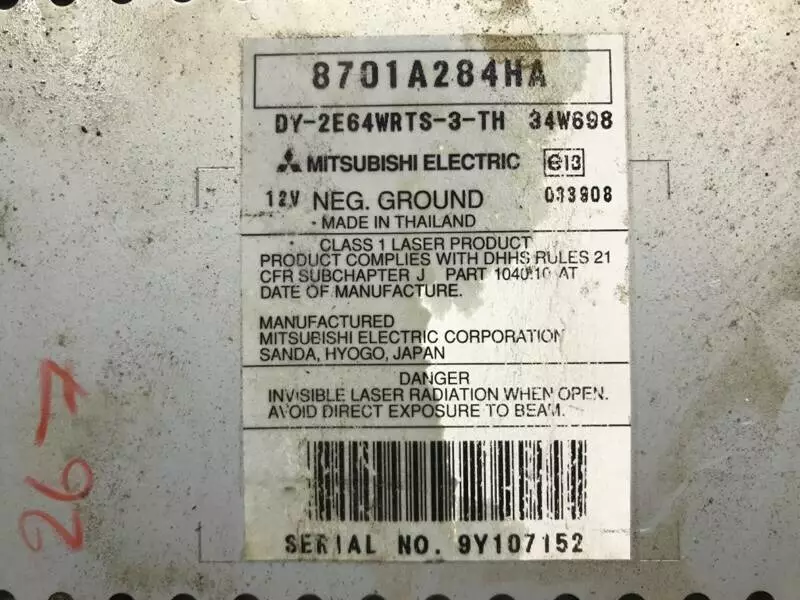 8701A284HA
DY-2E64WRTS-3-TH 34W698
MITSUBISHI ELECTRIC e13
12V NEG. GROUND 033908
MADE IN THAILAND
CLASS 1 LASER PRODUCT
PRODUCT COMPLIES WITH DHHS RULES 21
CFR SUBCHAPTER J PART 1040.10 AT
DATE OF MANUFACTURE.
MANUFACTURED
MITSUBISHI ELECTRIC CORPORATION
SANDA, HYOGO, JAPAN
DANGER
INVISIBLE LASER RADIATION WHEN OPEN.
AVOID DIRECT EXPOSURE TO BEAM.
SERIAL NO. 9Y107152
267